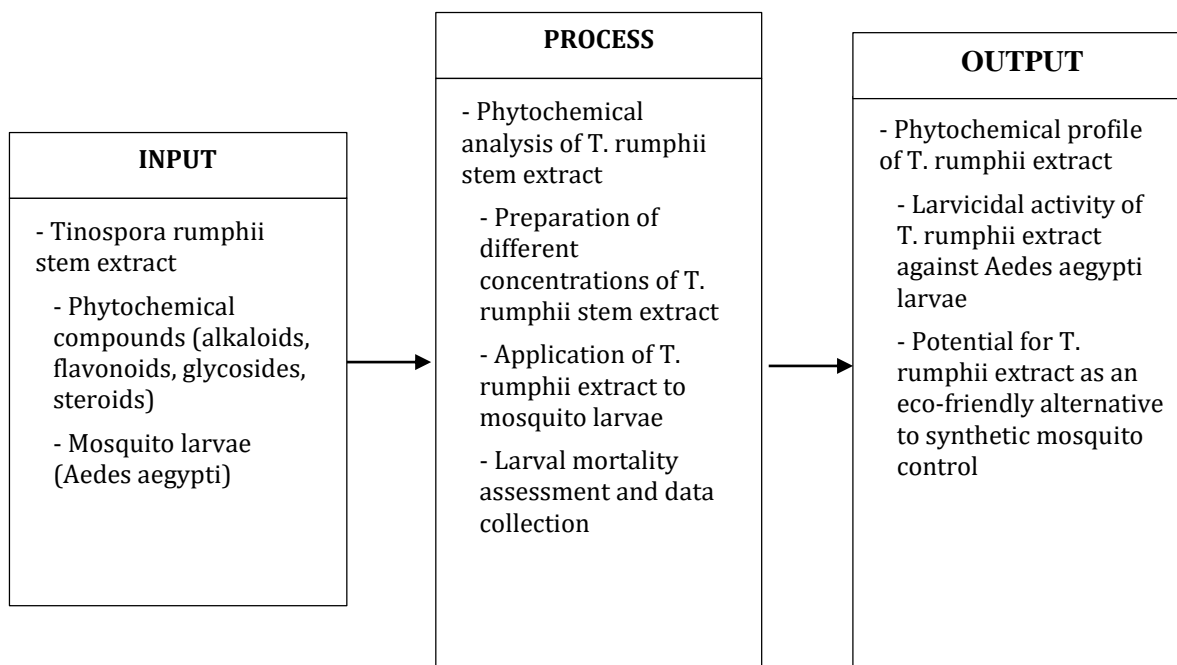 INPUT
- Tinospora rumphii
stem extract
- Phytochemical
compounds (alkaloids,
flavonoids, glycosides,
steroids)
- Mosquito larvae
(Aedes aegypti)
PROCESS
- Phytochemical
analysis of T. rumphii
stem extract
- Preparation of
different
concentrations of T.
rumphii stem extract
- Application of T.
rumphii extract to
mosquito larvae
- Larval mortality
assessment and data
collection
OUTPUT
- Phytochemical profile
of T. rumphii extract
- Larvicidal activity of
T. rumphii extract
against Aedes aegypti
larvae
- Potential for T.
rumphii extract as an
eco-friendly alternative
to synthetic mosquito
control